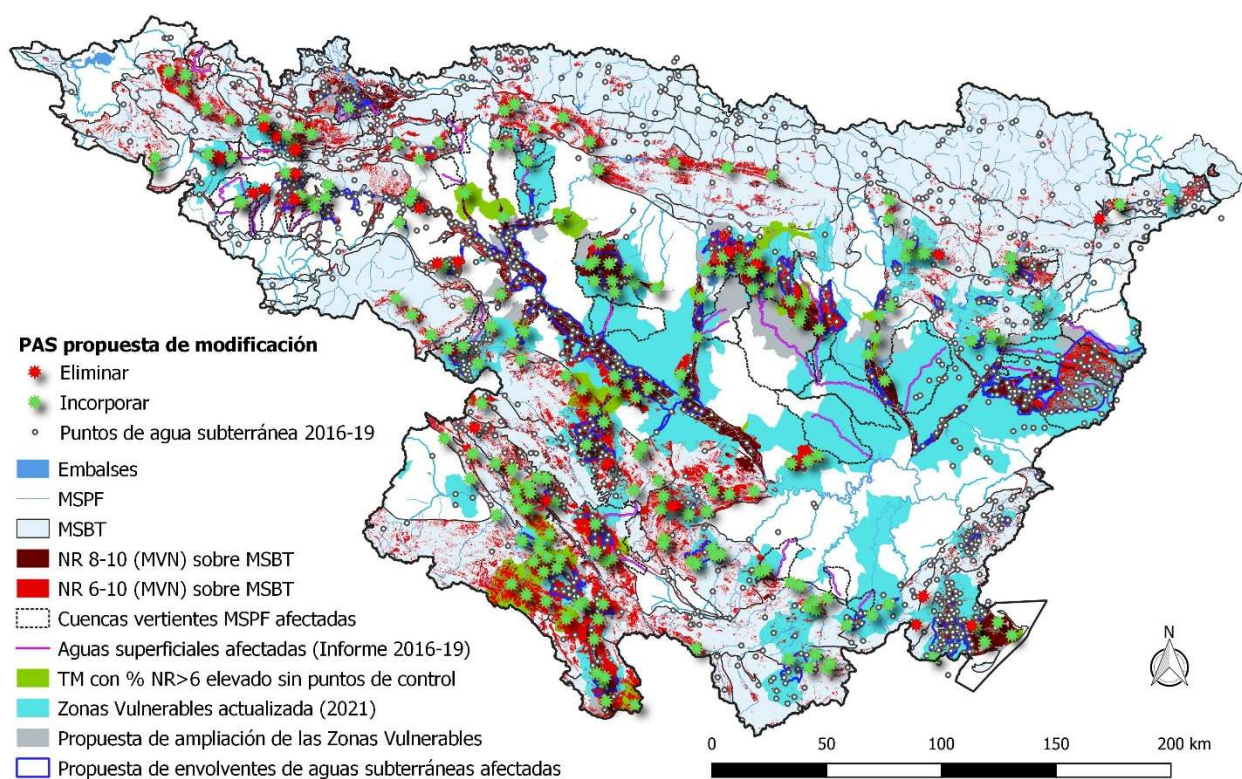 PAS propuesta de modificación
Eliminar
Incorporar
Puntos de agua subterránea 2016-19
Embalses
MSPF
MSBT
NR 8-10 (MVN) sobre MSBT
NR 6-10 (MVN) sobre MSBT
Cuencas vertientes MSPF afectadas
Aguas superficiales afectadas (Informe 2016-19)
TM con % NR>6 elevado sin puntos de control
Zonas Vulnerables actualizada (2021)
Propuesta de ampliación de las Zonas Vulnerables
Propuesta de envolventes de aguas subterráneas afectadas
N
0 50 100 150 200 km